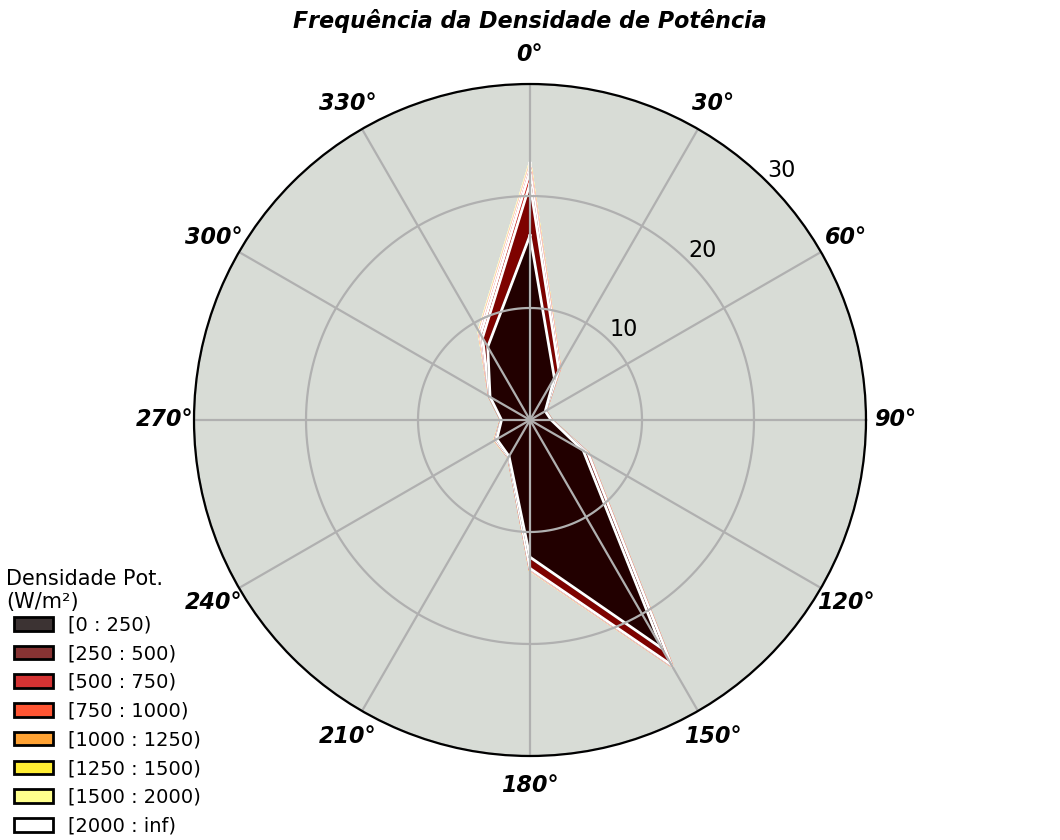 Frequência da Densidade de Potência
0°
330°
30°
30
300°
60°
20
10
270°
90°
240°
120°
210°
150°
180°
Densidade Pot.
(W/m²)
[0 : 250)
[250 : 500)
[500 : 750)
[750 : 1000)
[1000 : 1250)
[1250 : 1500)
[1500 : 2000)
[2000 : inf)